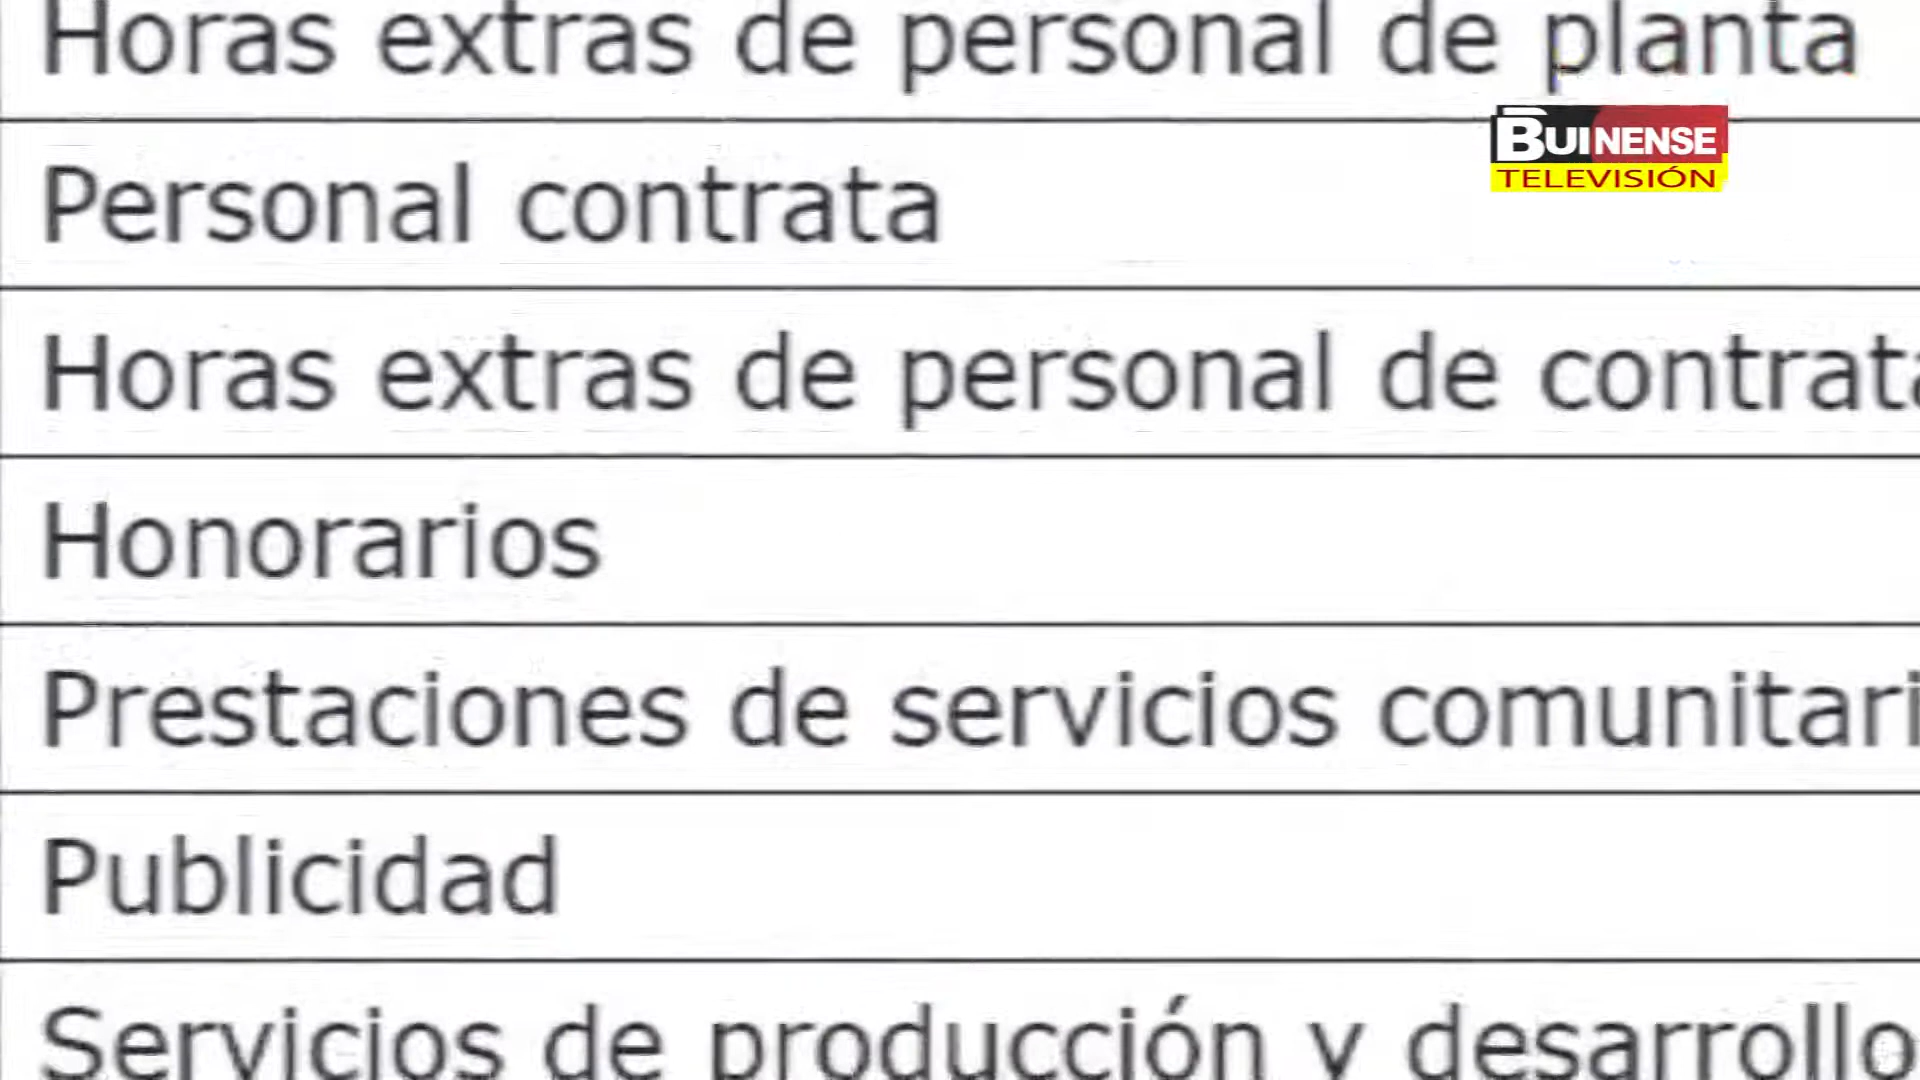 Horas extras de personal de planta
BUINENSE
TELEVISIÓN
Personal contrata
Horas extras de personal de contrata
Honorarios
Prestaciones de servicios comunitari
Publicidad
Servicios de producción y desarrollo